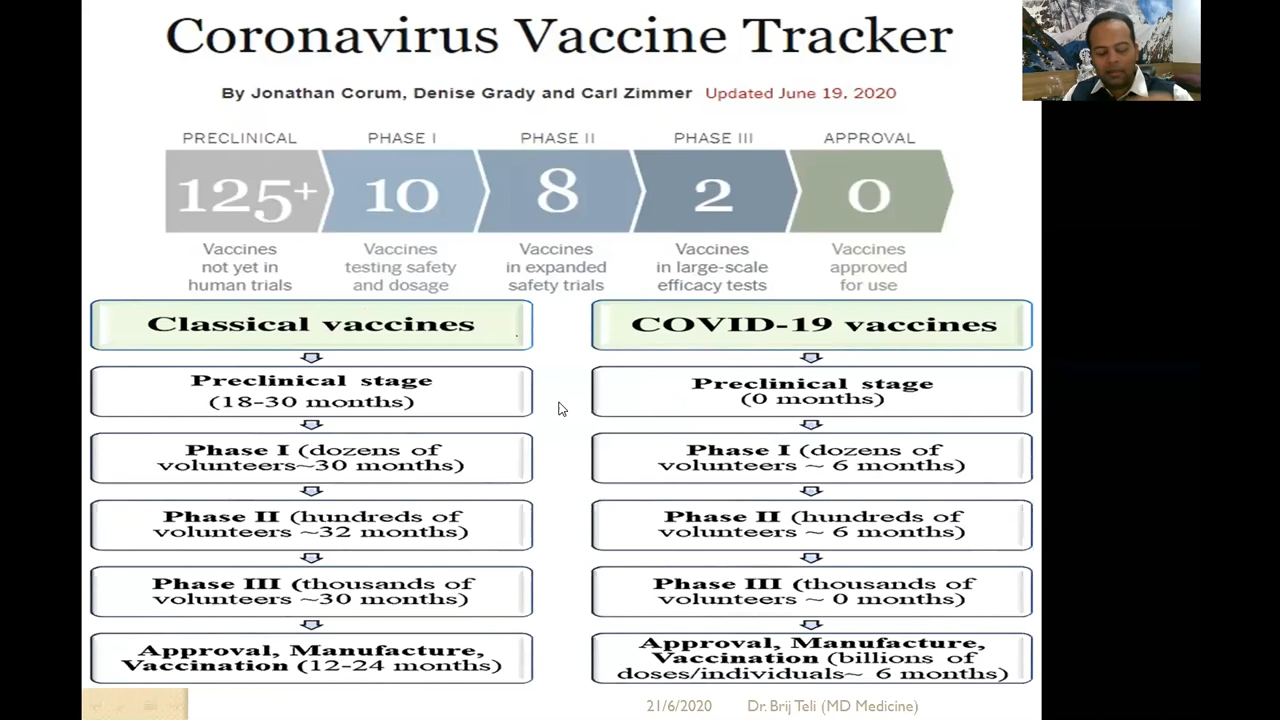 Coronavirus Vaccine Tracker
By Jonathan Corum, Denise Grady and Carl Zimmer Updated June 19, 2020
PRECLINICAL
PHASE I
PHASE II
PHASE III
APPROVAL
125+
10
8
2
0
Vaccines
not yet in
human trials
Vaccines
testing safety
and dosage
Vaccines
in expanded
safety trials
Vaccines
in large-scale
efficacy tests
Vaccines
approved
for use
Classical vaccines
Preclinical stage
(18-30 months)
Phase I (dozens of
volunteers~30 months)
Phase II (hundreds of
volunteers ~32 months)
Phase III (thousands of
volunteers ~30 months)
Approval, Manufacture,
Vaccination (12-24 months)
COVID-19 vaccines
Preclinical stage
(0 months)
Phase I (dozens of
volunteers ~ 6 months)
Phase II (hundreds of
volunteers ~ 6 months)
Phase III (thousands of
volunteers ~ 0 months)
Approval, Manufacture,
Vaccination (billions of
doses/individuals~ 6 months)
21/6/2020
Dr. Brij Teli (MD Medicine)